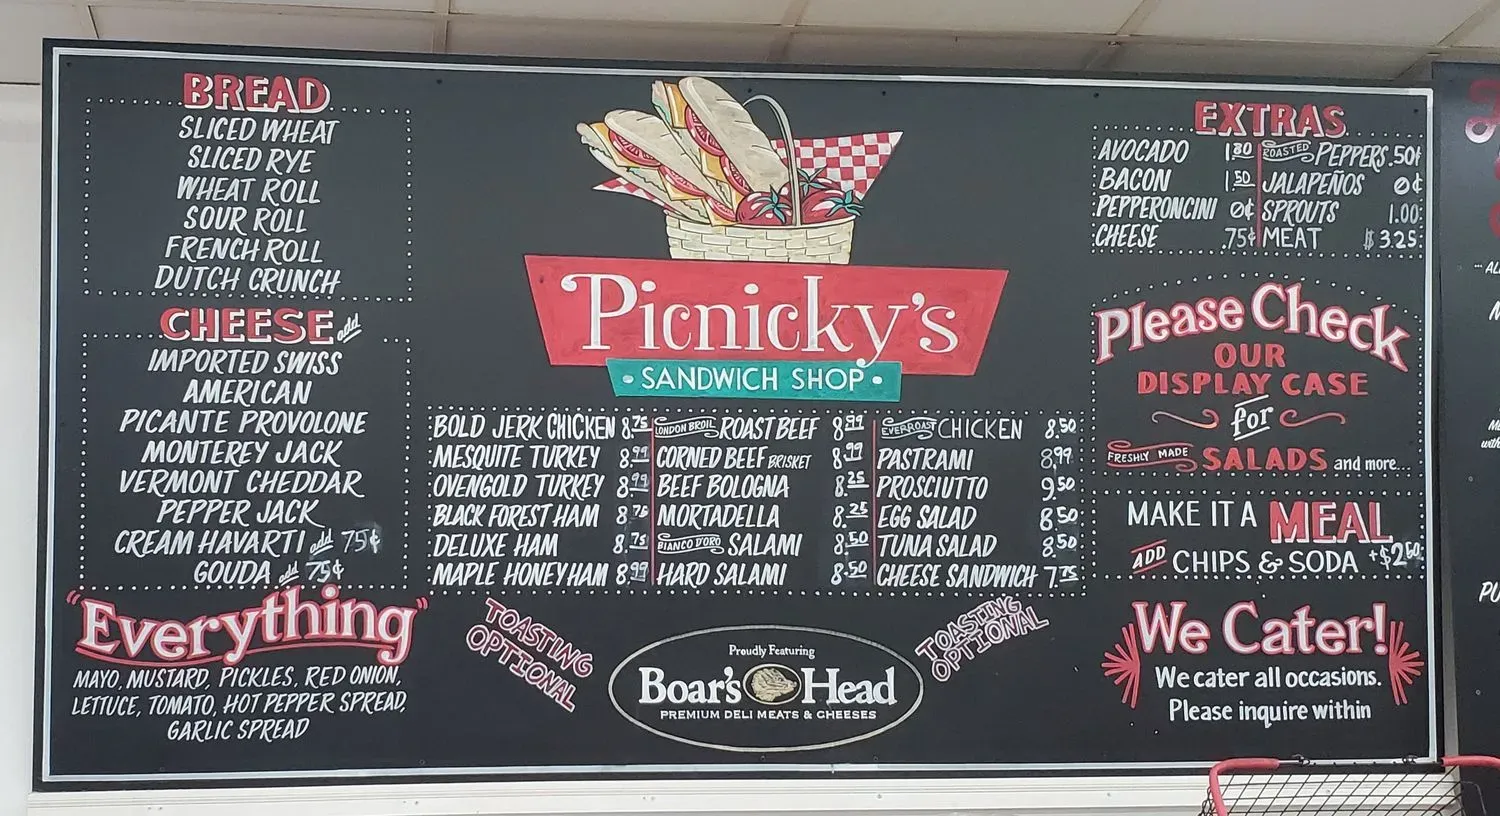 BREAD
SLICED WHEAT
SLICED RYE
WHEAT ROLL
SOUR ROLL
FRENCH ROLL
DUTCH CRUNCH
CHEESE add
IMPORTED SWISS
AMERICAN
PICANTE PROVOLONE
MONTEREY JACK
VERMONT CHEDDAR
PEPPER JACK
CREAM HAVARTI add 75¢
GOUDA add 75¢
"Everything"
MAYO, MUSTARD, PICKLES, RED ONION,
LETTUCE, TOMATO, HOT PEPPER SPREAD,
GARLIC SPREAD
Picnicky's
• SANDWICH SHOP •
BOLD JERK CHICKEN 8.75
MESQUITE TURKEY 8.99
OVENGOLD TURKEY 8.99
BLACK FOREST HAM 8.75
DELUXE HAM 8.75
MAPLE HONEY HAM 8.99
LONDON BROIL ROAST BEEF 8.99
CORNED BEEF BRISKET 8.99
BEEF BOLOGNA 8.25
MORTADELLA 8.25
BIANCO D'ORO SALAMI 8.50
HARD SALAMI 8.50
EVERROAST CHICKEN 8.50
PASTRAMI 8.99
PROSCIUTTO 9.50
EGG SALAD 8.50
TUNA SALAD 8.50
CHEESE SANDWICH 7.75
TOASTING
OPTIONAL
Proudly Featuring
Boar's Head
PREMIUM DELI MEATS & CHEESES
TOASTING
OPTIONAL
EXTRAS
AVOCADO 1.80
BACON 1.50
PEPPERONCINI 0¢
CHEESE .75¢
ROASTED PEPPERS .50¢
JALAPEÑOS 0¢
SPROUTS 1.00
MEAT $3.25
Please Check
OUR
DISPLAY CASE
for
FRESHLY MADE SALADS and more...
MAKE IT A MEAL
ADD CHIPS & SODA +$2.60
We Cater!
We cater all occasions.
Please inquire within